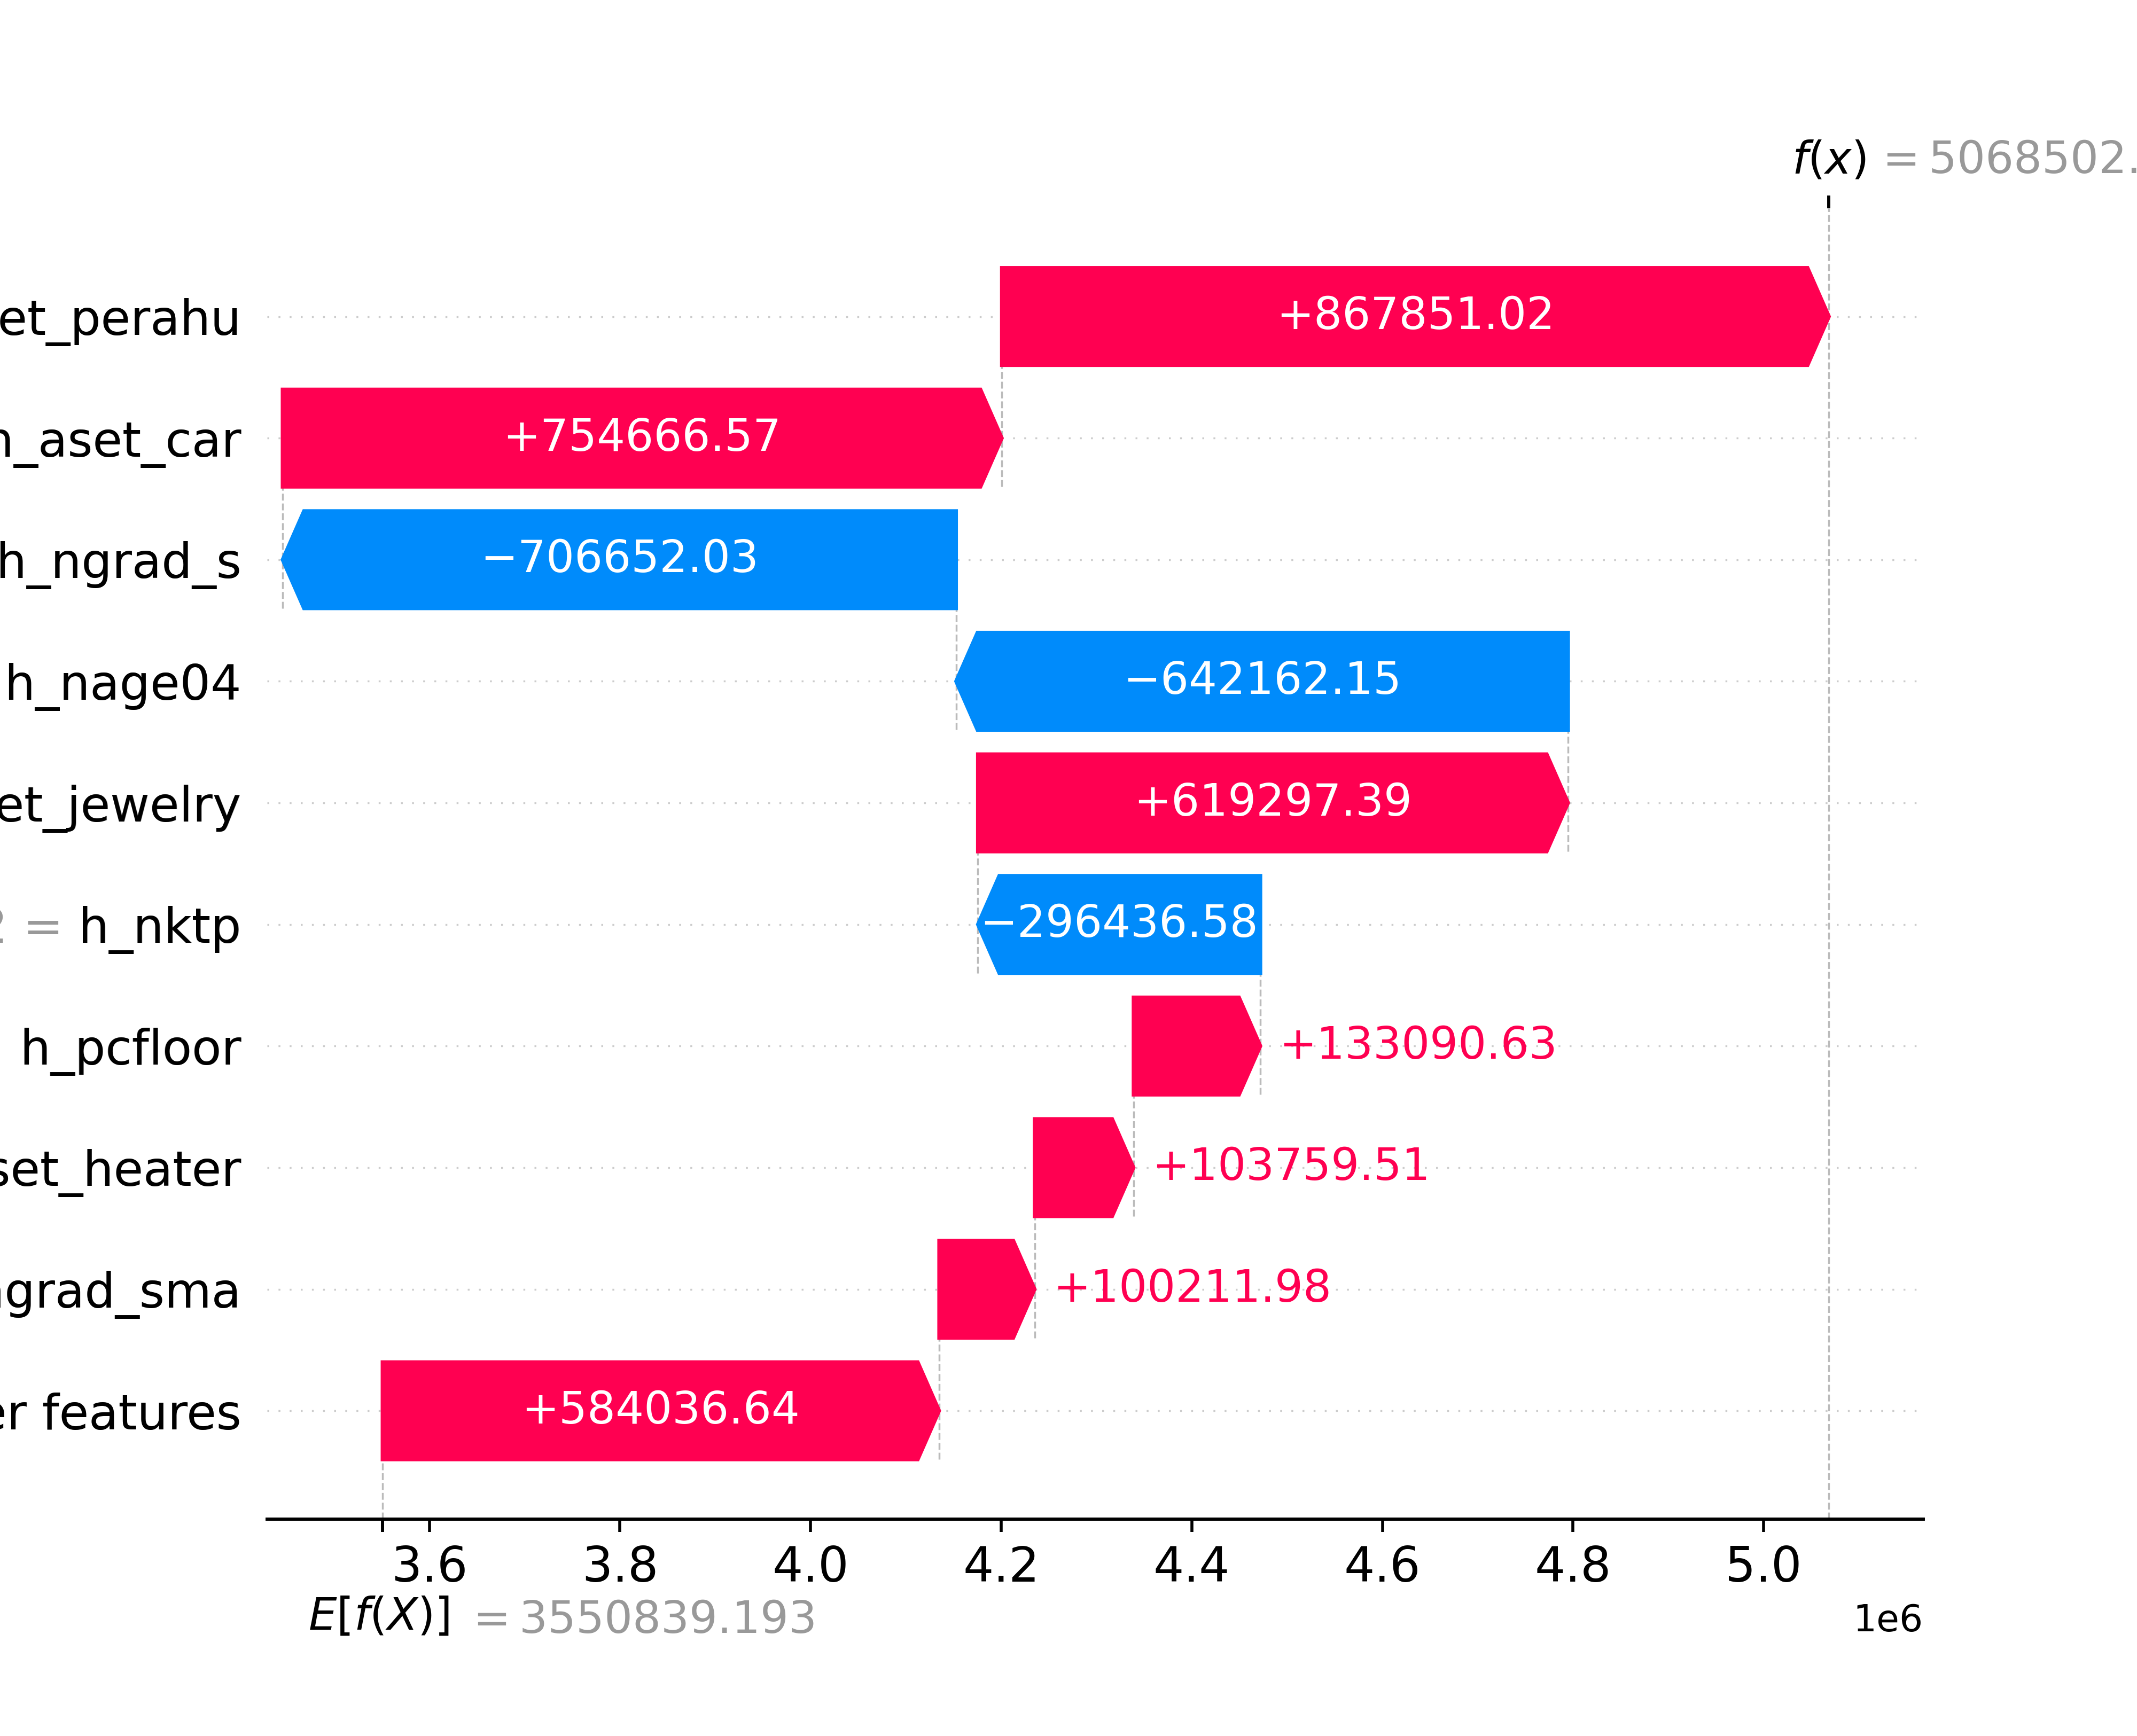 f(x) = 5068502.
et_perahu +867851.02
h_aset_car +754666.57
h_ngrad_s −706652.03
h_nage04 −642162.15
et_jewelry +619297.39
= h_nktp −296436.58
h_pcfloor +133090.63
set_heater +103759.51
grad_sma +100211.98
er features +584036.64
3.6 3.8 4.0 4.2 4.4 4.6 4.8 5.0
E[f(X)] = 3550839.193
1e6